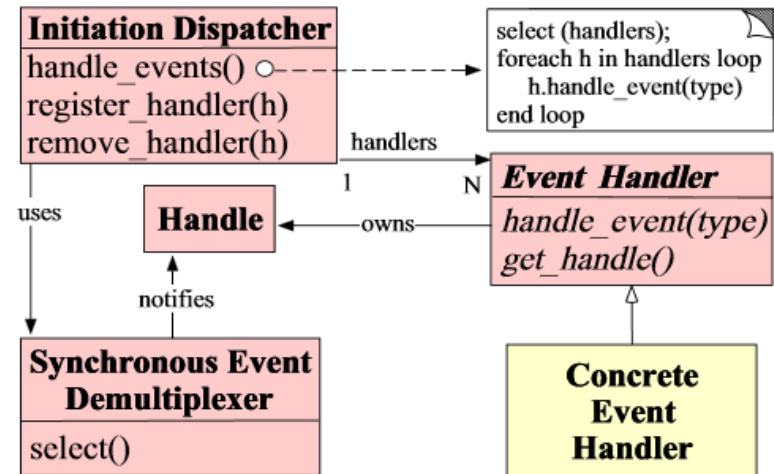 Initiation Dispatcher
handle_events()
register_handler(h)
remove_handler(h)
select (handlers);
foreach h in handlers loop
h.handle_event(type)
end loop
handlers
1
N
Event Handler
handle_event(type)
get_handle()
uses
Handle
owns
notifies
Synchronous Event
Demultiplexer
select()
Concrete
Event
Handler